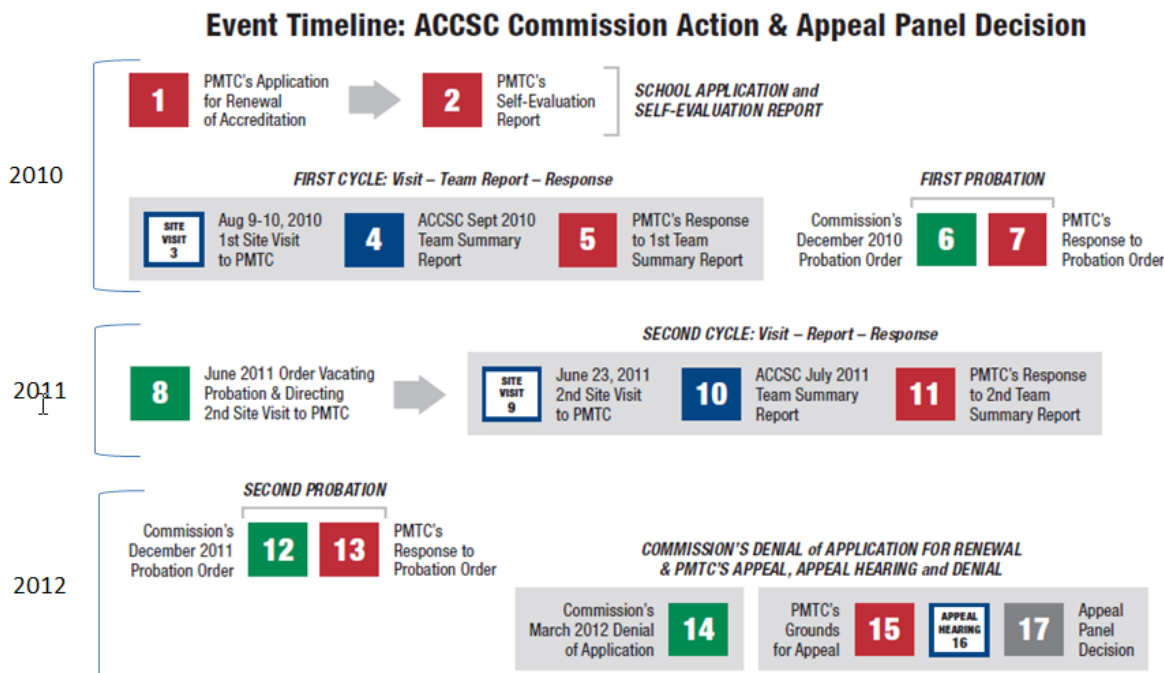 Event Timeline: ACCSC Commission Action & Appeal Panel Decision
2010
1
PMTC's Application
for Renewal
of Accreditation
2
PMTC's
Self-Evaluation
Report
SCHOOL APPLICATION and
SELF-EVALUATION REPORT
FIRST CYCLE: Visit – Team Report – Response
SITE
VISIT
3
Aug 9-10, 2010
1st Site Visit
to PMTC
4
ACCSC Sept 2010
Team Summary
Report
5
PMTC's Response
to 1st Team
Summary Report
FIRST PROBATION
Commission's
December 2010
Probation Order
6
7
PMTC's
Response to
Probation Order
2011
8
June 2011 Order Vacating
Probation & Directing
2nd Site Visit to PMTC
SECOND CYCLE: Visit – Report – Response
SITE
VISIT
9
June 23, 2011
2nd Site Visit
to PMTC
10
ACCSC July 2011
Team Summary
Report
11
PMTC's Response
to 2nd Team
Summary Report
2012
SECOND PROBATION
Commission's
December 2011
Probation Order
12
13
PMTC's
Response to
Probation Order
COMMISSION'S DENIAL of APPLICATION FOR RENEWAL
& PMTC'S APPEAL, APPEAL HEARING and DENIAL
Commission's
March 2012 Denial
of Application
14
PMTC's
Grounds
for Appeal
15
APPEAL
HEARING
16
17
Appeal
Panel
Decision